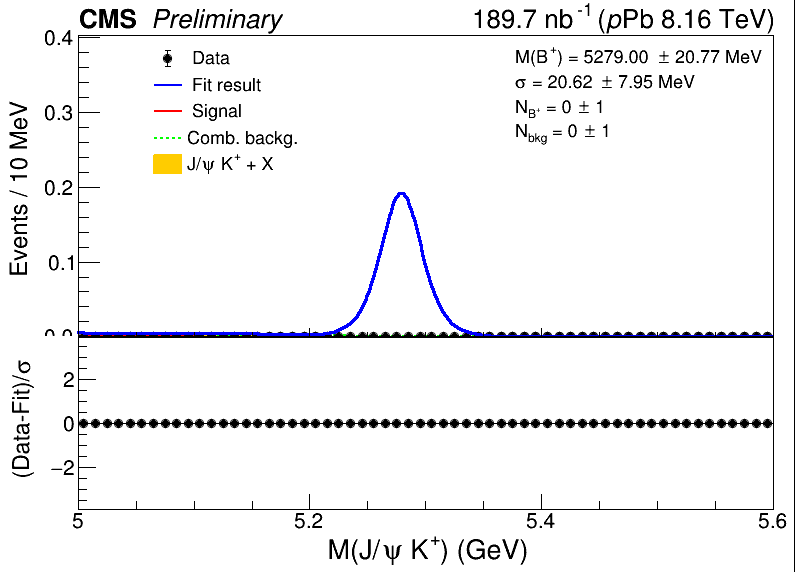 CMS Preliminary 189.7 nb⁻¹ (pPb 8.16 TeV)
0.4
0.3
0.2
0.1
0.0
Events / 10 MeV
Data
Fit result
Signal
Comb. backg.
J/ψ K⁺ + X
M(B⁺) = 5279.00 ± 20.77 MeV
σ = 20.62 ± 7.95 MeV
N_B⁺ = 0 ± 1
N_bkg = 0 ± 1
(Data-Fit)/σ
2
0
−2
5 5.2 5.4 5.6
M(J/ψ K⁺) (GeV)